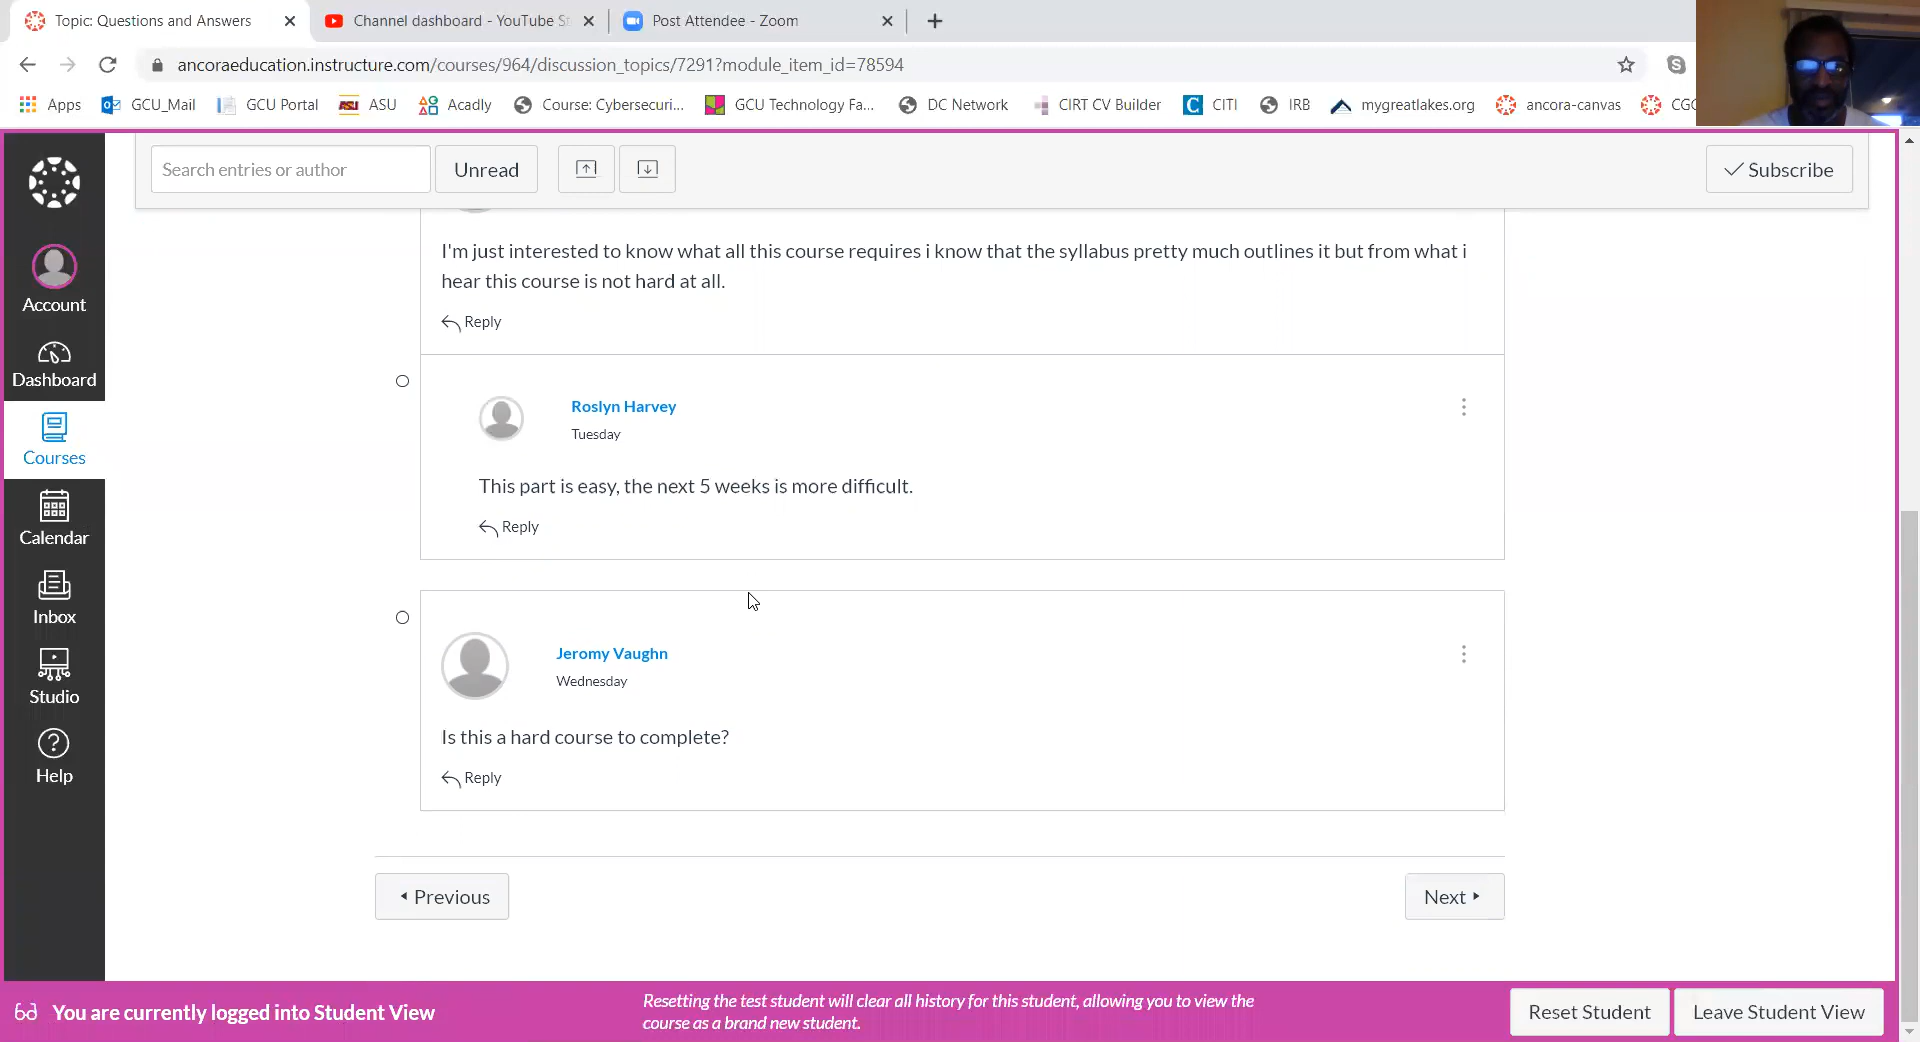 Topic: Questions and Answers
Channel dashboard - YouTube St
Post Attendee - Zoom
ancoraeducation.instructure.com/courses/964/discussion_topics/7291?module_item_id=78594
Apps
GCU_Mail
GCU Portal
ASU
Acadly
Course: Cybersecuri...
GCU Technology Fa...
DC Network
CIRT CV Builder
CITI
IRB
mygreatlakes.org
ancora-canvas
CGC
Search entries or author
Unread
Subscribe
I'm just interested to know what all this course requires i know that the syllabus pretty much outlines it but from what i
hear this course is not hard at all.
Reply
Roslyn Harvey
Tuesday
This part is easy, the next 5 weeks is more difficult.
Reply
Jeromy Vaughn
Wednesday
Is this a hard course to complete?
Reply
Previous
Next
Account
Dashboard
Courses
Calendar
Inbox
Studio
Help
You are currently logged into Student View
Resetting the test student will clear all history for this student, allowing you to view the
course as a brand new student.
Reset Student
Leave Student View